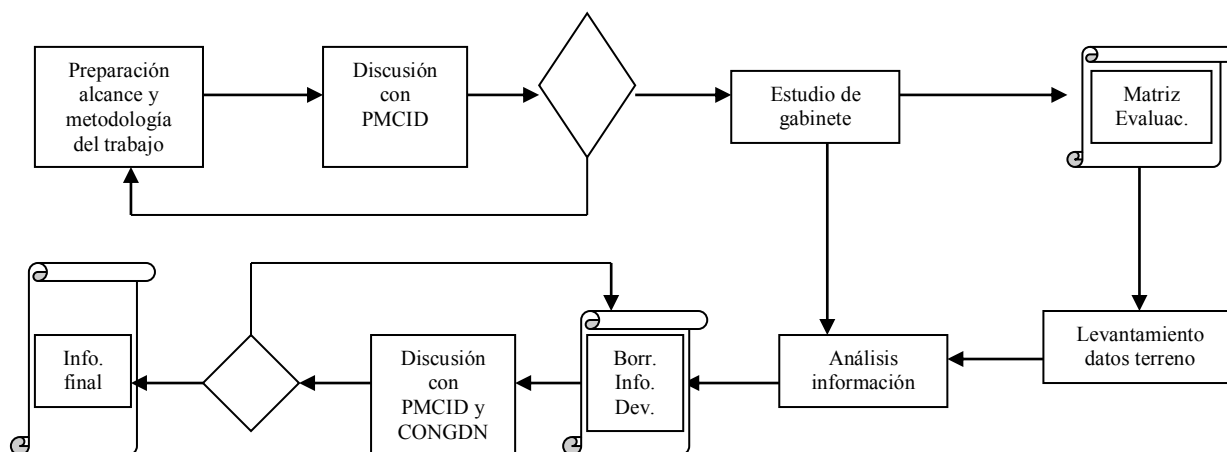 Preparación
alcance y
metodología
del trabajo
Discusión
con
PMCID
Estudio de
gabinete
Matriz
Evaluac.
Info.
final
Discusión
con
PMCID y
CONGDN
Borr.
Info.
Dev.
Análisis
información
Levantamiento
datos terreno